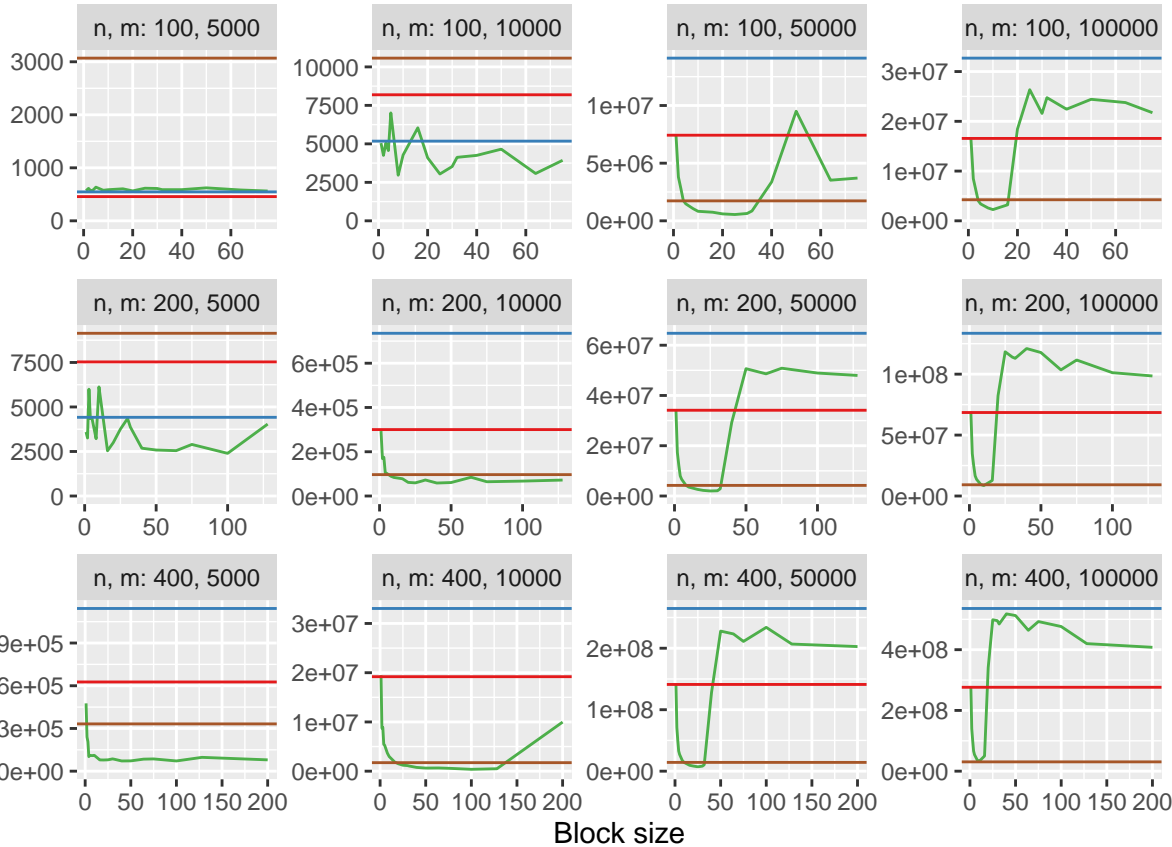 n, m: 100, 5000
n, m: 100, 10000
n, m: 100, 50000
n, m: 100, 100000
3000
2000
1000
0
0 20 40 60
10000
7500
5000
2500
0
0 20 40 60
1e+07
5e+06
0e+00
0 20 40 60
3e+07
2e+07
1e+07
0e+00
0 20 40 60
n, m: 200, 5000
n, m: 200, 10000
n, m: 200, 50000
n, m: 200, 100000
7500
5000
2500
0
0 50 100
6e+05
4e+05
2e+05
0e+00
0 50 100
6e+07
4e+07
2e+07
0e+00
0 50 100
1e+08
5e+07
0e+00
0 50 100
n, m: 400, 5000
n, m: 400, 10000
n, m: 400, 50000
n, m: 400, 100000
9e+05
6e+05
3e+05
0e+00
0 50 100 150 200
3e+07
2e+07
1e+07
0e+00
0 50 100 150 200
2e+08
1e+08
0e+00
0 50 100 150 200
4e+08
2e+08
0e+00
0 50 100 150 200
Block size